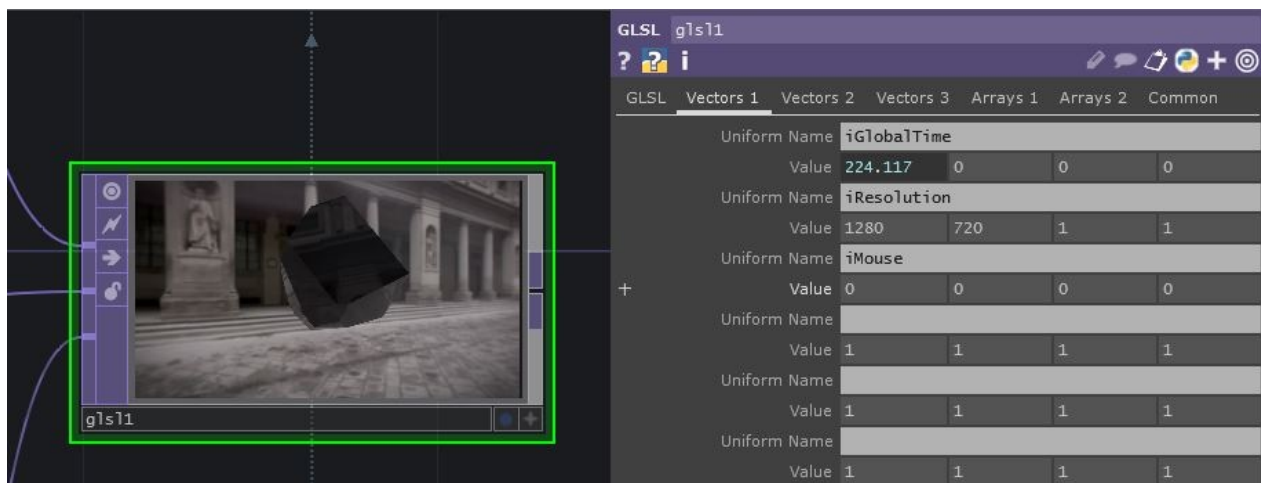 GLSL glsl1
? ? i
GLSL Vectors 1 Vectors 2 Vectors 3 Arrays 1 Arrays 2 Common
Uniform Name iGlobalTime
Value 224.117 0 0 0
Uniform Name iResolution
Value 1280 720 1 1
Uniform Name iMouse
+ Value 0 0 0 0
Uniform Name
Value 1 1 1 1
Uniform Name
Value 1 1 1 1
Uniform Name
Value 1 1 1 1
glsl1